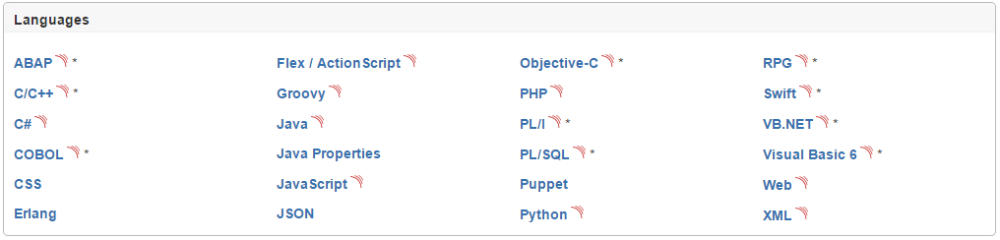 Languages
ABAP * Flex / ActionScript Objective-C * RPG *
C/C++ * Groovy PHP Swift *
C# Java PL/I * VB.NET *
COBOL * Java Properties PL/SQL * Visual Basic 6 *
CSS JavaScript Puppet Web
Erlang JSON Python XML